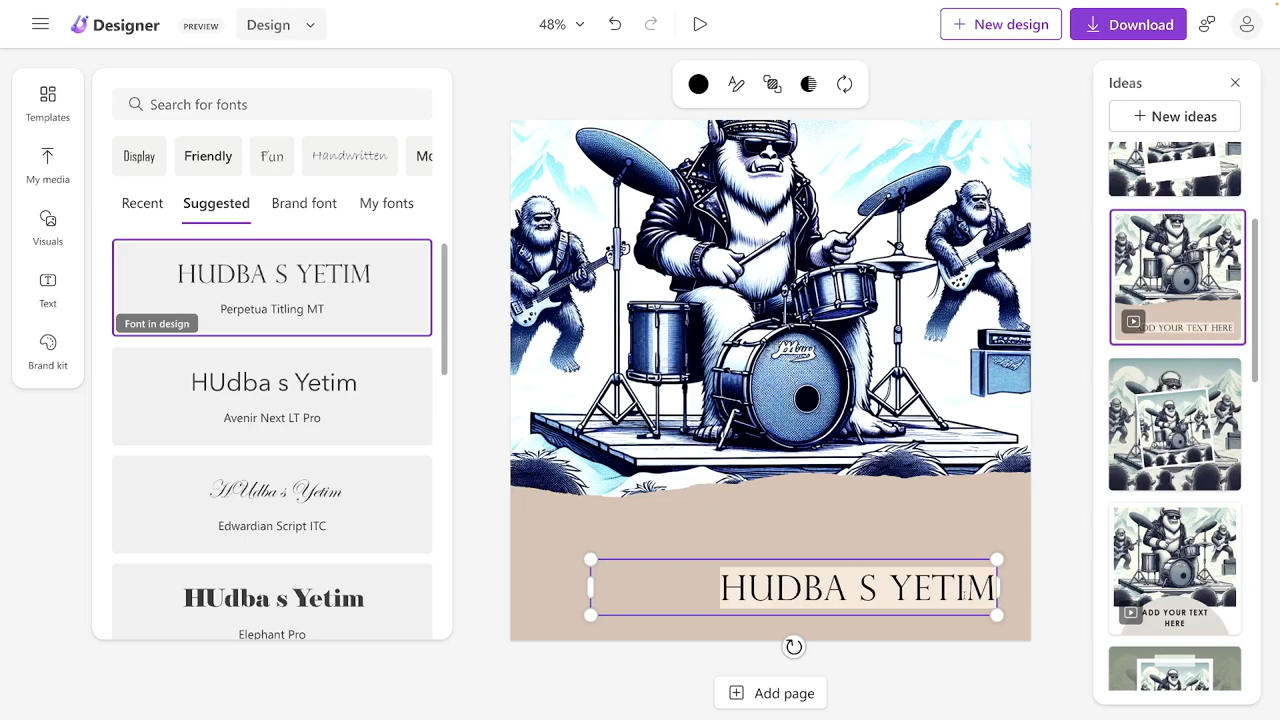 Designer
PREVIEW
Design
48%
New design
Download
Templates
My media
Visuals
Text
Brand kit
Search for fonts
Display
Friendly
Fun
Handwritten
Mo
Recent
Suggested
Brand font
My fonts
HUDBA S YETIM
Perpetua Titling MT
Font in design
HUdba s Yetim
Avenir Next LT Pro
HUdba s Yetim
Edwardian Script ITC
HUdba s Yetim
Elephant Pro
HUDBA S YETIM
Add page
Ideas
New ideas
DD YOUR TEXT HERE
ADD YOUR TEXT
HERE